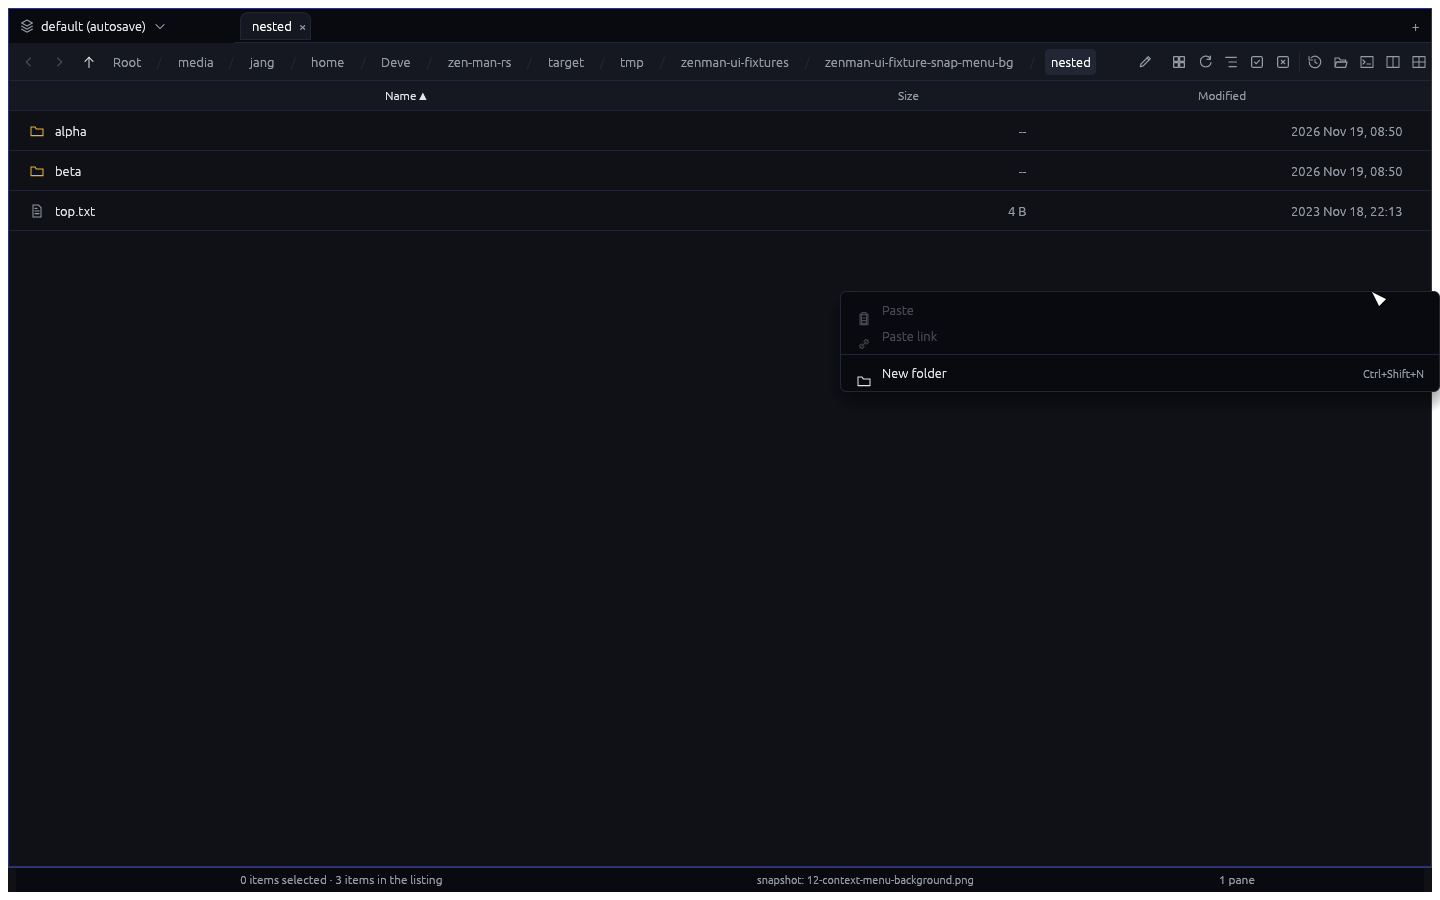 default (autosave) nested × +
Root / media / jang / home / Deve / zen-man-rs / target / tmp / zenman-ui-fixtures / zenman-ui-fixture-snap-menu-bg / nested
Name ▲ Size Modified
alpha -- 2026 Nov 19, 08:50
beta -- 2026 Nov 19, 08:50
top.txt 4 B 2023 Nov 18, 22:13
Paste
Paste link
New folder Ctrl+Shift+N
0 items selected · 3 items in the listing snapshot: 12-context-menu-background.png 1 pane